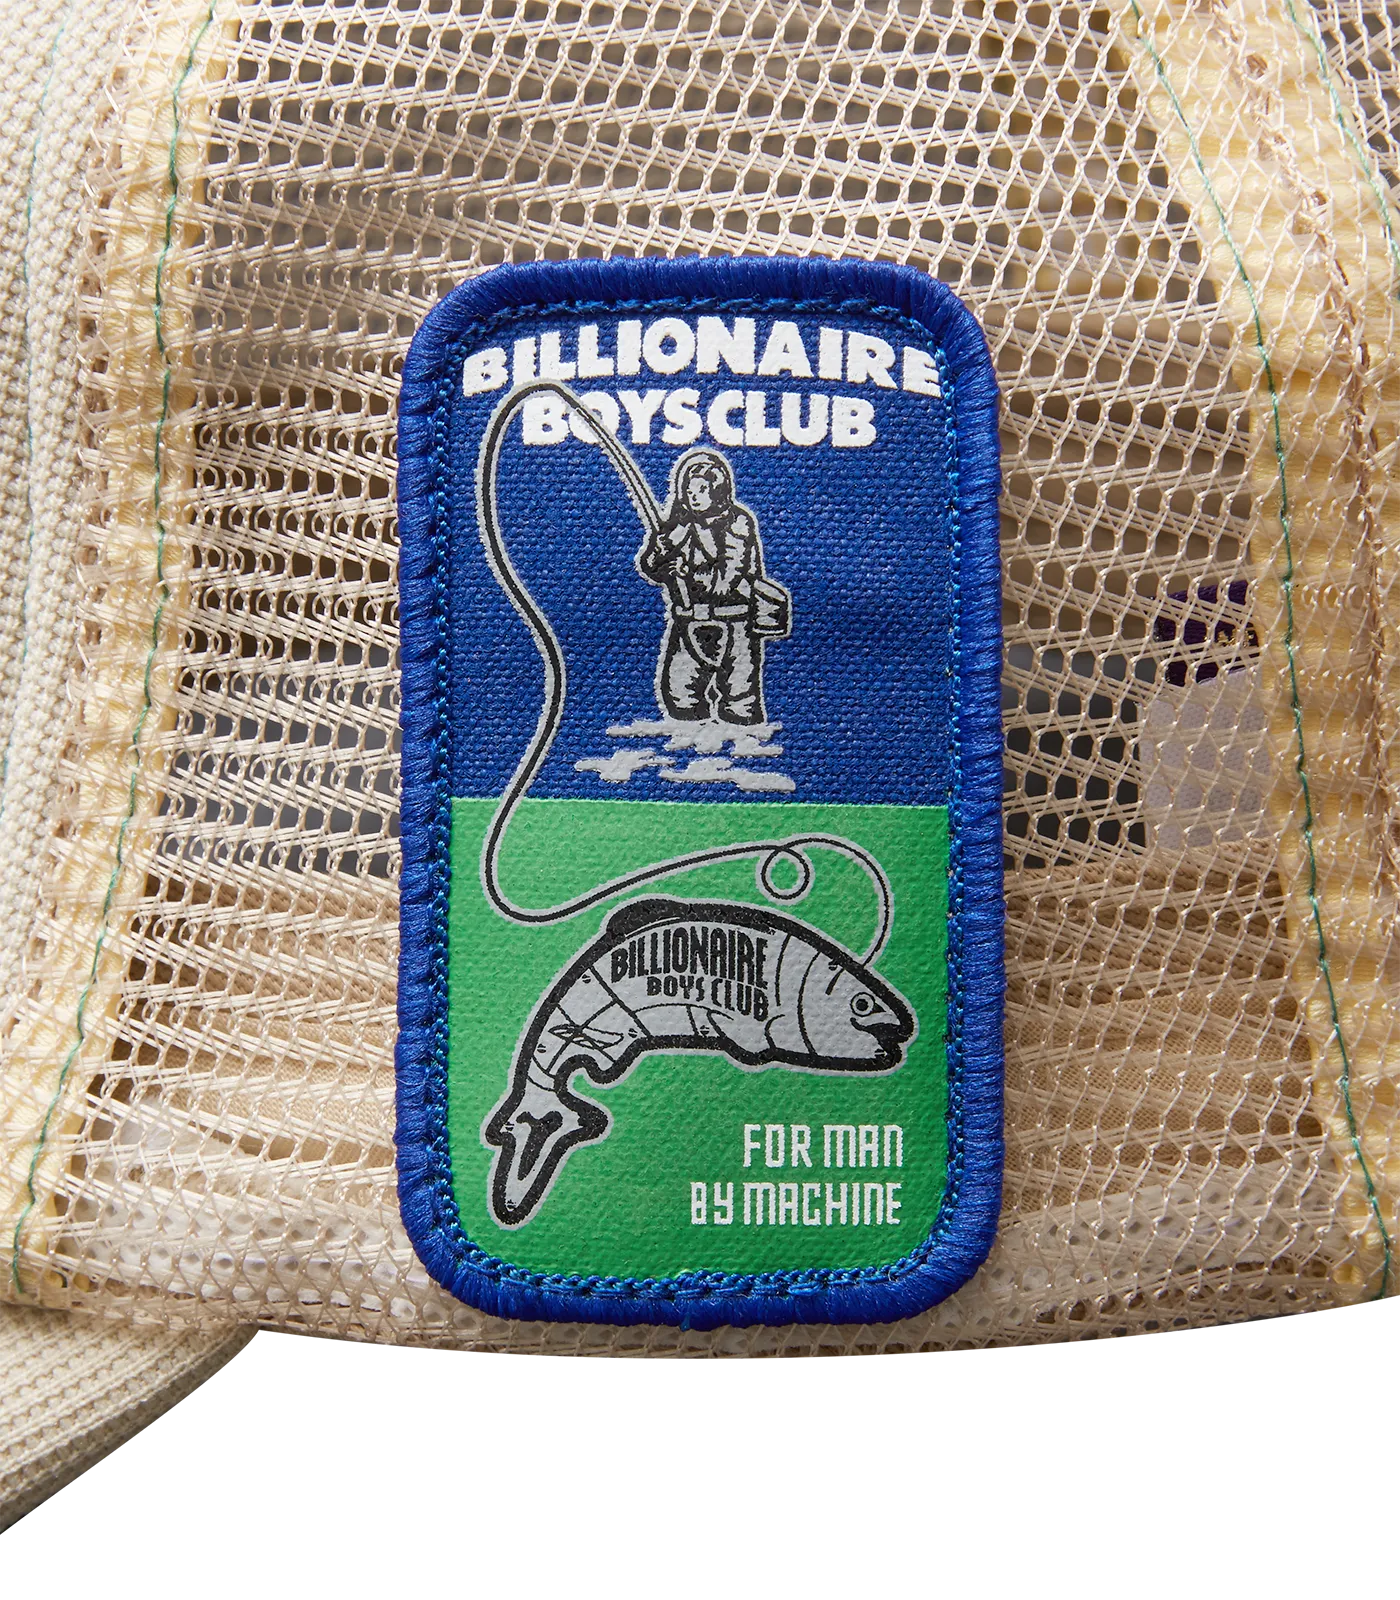 BILLIONAIRE
BOYS CLUB
BILLIONAIRE
BOYS CLUB
FOR MAN
BY MACHINE